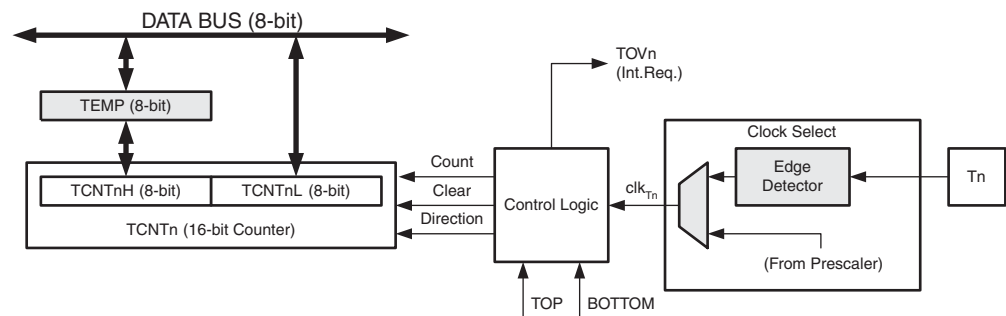 DATA BUS (8-bit)
TEMP (8-bit)
TCNTnH (8-bit)
TCNTnL (8-bit)
TCNTn (16-bit Counter)
Count
Clear
Direction
Control Logic
TOVn
(Int.Req.)
TOP
BOTTOM
clkTn
Clock Select
Edge
Detector
(From Prescaler)
Tn